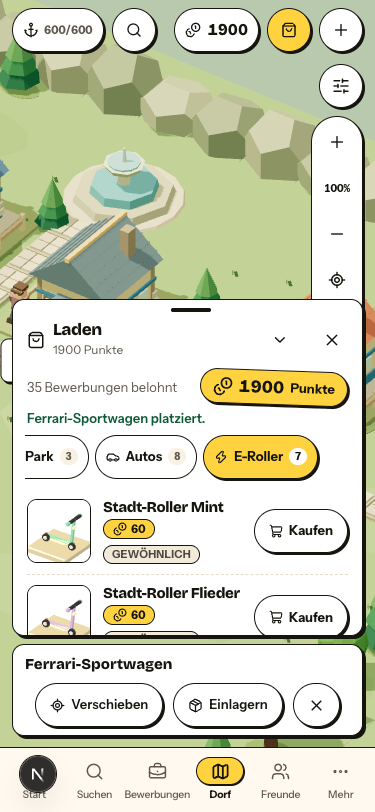 600/600
1900
100%
Laden
1900 Punkte
35 Bewerbungen belohnt
1900 Punkte
Ferrari-Sportwagen platziert.
Park 3
Autos 8
E-Roller 7
Stadt-Roller Mint
60
GEWÖHNLICH
Kaufen
Stadt-Roller Flieder
60
Kaufen
Ferrari-Sportwagen
Verschieben
Einlagern
N
Start
Suchen
Bewerbungen
Dorf
Freunde
Mehr